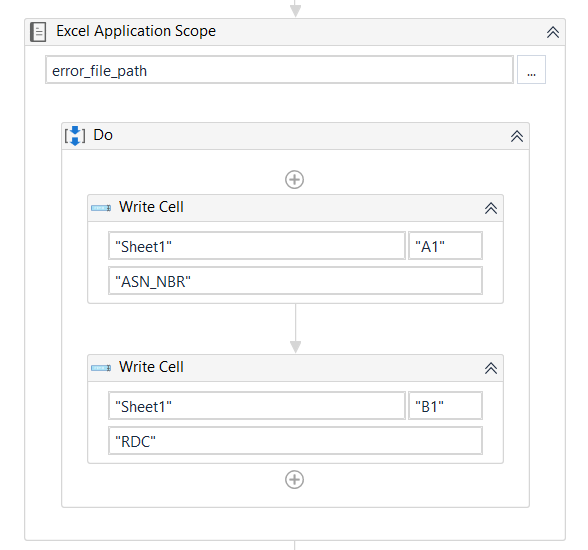 Excel Application Scope
error_file_path
...
Do
Write Cell
"Sheet1" "A1"
"ASN_NBR"
Write Cell
"Sheet1" "B1"
"RDC"